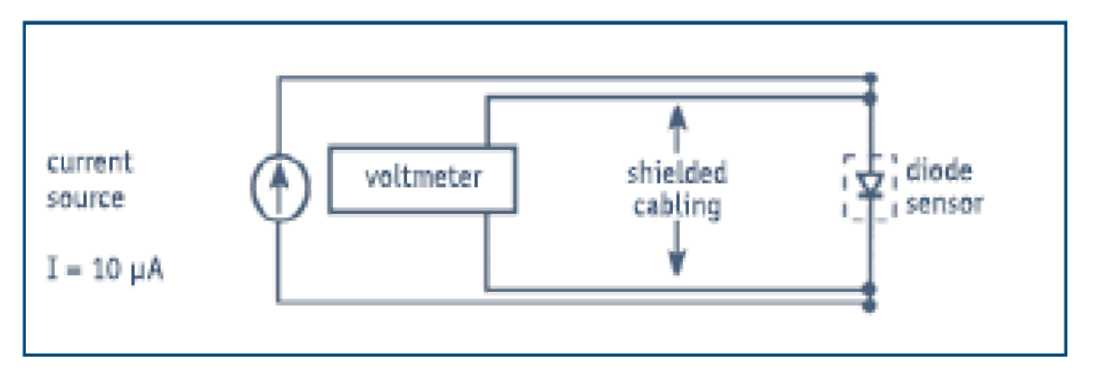 current
source
I = 10 µA
voltmeter
shielded
cabling
diode
sensor